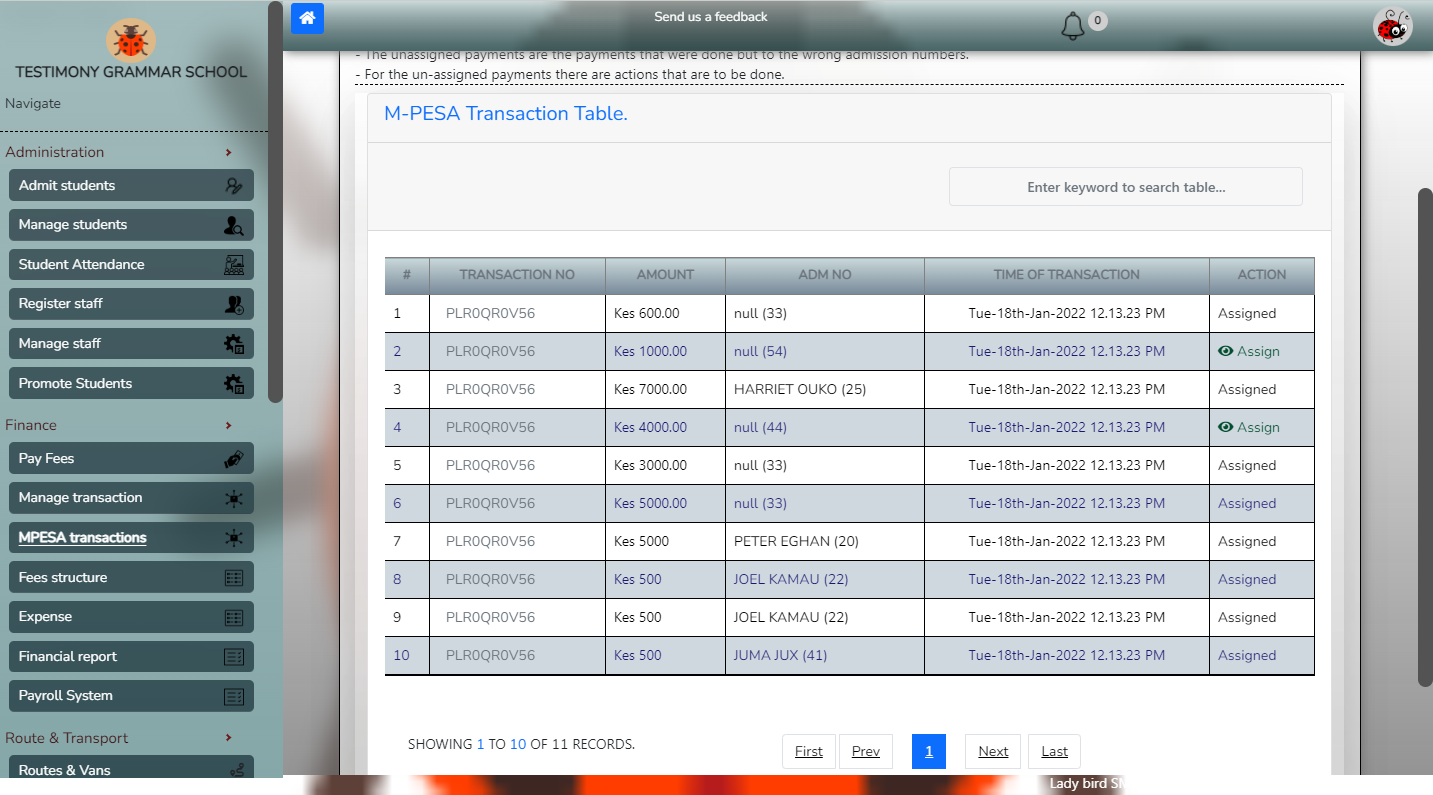 TESTIMONY GRAMMAR SCHOOL
Navigate
Administration
Admit students
Manage students
Student Attendance
Register staff
Manage staff
Promote Students
Finance
Pay Fees
Manage transaction
MPESA transactions
Fees structure
Expense
Financial report
Payroll System
Route & Transport
Routes & Vans
Send us a feedback
0
- The unassigned payments are the payments that were done but to the wrong admission numbers.
- For the un-assigned payments there are actions that are to be done.
M-PESA Transaction Table.
Enter keyword to search table...
# TRANSACTION NO AMOUNT ADM NO TIME OF TRANSACTION ACTION
1 PLR0QR0V56 Kes 600.00 null (33) Tue-18th-Jan-2022 12.13.23 PM Assigned
2 PLR0QR0V56 Kes 1000.00 null (54) Tue-18th-Jan-2022 12.13.23 PM Assign
3 PLR0QR0V56 Kes 7000.00 HARRIET OUKO (25) Tue-18th-Jan-2022 12.13.23 PM Assigned
4 PLR0QR0V56 Kes 4000.00 null (44) Tue-18th-Jan-2022 12.13.23 PM Assign
5 PLR0QR0V56 Kes 3000.00 null (33) Tue-18th-Jan-2022 12.13.23 PM Assigned
6 PLR0QR0V56 Kes 5000.00 null (33) Tue-18th-Jan-2022 12.13.23 PM Assigned
7 PLR0QR0V56 Kes 5000 PETER EGHAN (20) Tue-18th-Jan-2022 12.13.23 PM Assigned
8 PLR0QR0V56 Kes 500 JOEL KAMAU (22) Tue-18th-Jan-2022 12.13.23 PM Assigned
9 PLR0QR0V56 Kes 500 JOEL KAMAU (22) Tue-18th-Jan-2022 12.13.23 PM Assigned
10 PLR0QR0V56 Kes 500 JUMA JUX (41) Tue-18th-Jan-2022 12.13.23 PM Assigned
SHOWING 1 TO 10 OF 11 RECORDS.
First Prev 1 Next Last
Lady bird